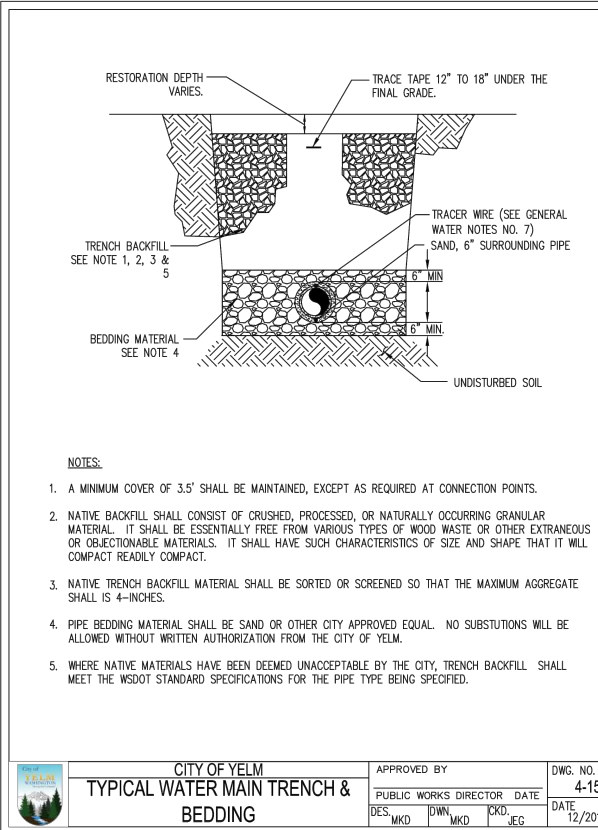 RESTORATION DEPTH
VARIES.
TRACE TAPE 12" TO 18" UNDER THE
FINAL GRADE.
TRACER WIRE (SEE GENERAL
WATER NOTES NO. 7)
SAND, 6" SURROUNDING PIPE
TRENCH BACKFILL
SEE NOTE 1, 2, 3 &
5
6" MIN
6" MIN.
BEDDING MATERIAL
SEE NOTE 4
UNDISTURBED SOIL
NOTES:
1. A MINIMUM COVER OF 3.5' SHALL BE MAINTAINED, EXCEPT AS REQUIRED AT CONNECTION POINTS.
2. NATIVE BACKFILL SHALL CONSIST OF CRUSHED, PROCESSED, OR NATURALLY OCCURRING GRANULAR
MATERIAL. IT SHALL BE ESSENTIALLY FREE FROM VARIOUS TYPES OF WOOD WASTE OR OTHER EXTRANEOUS
OR OBJECTIONABLE MATERIALS. IT SHALL HAVE SUCH CHARACTERISTICS OF SIZE AND SHAPE THAT IT WILL
COMPACT READILY COMPACT.
3. NATIVE TRENCH BACKFILL MATERIAL SHALL BE SORTED OR SCREENED SO THAT THE MAXIMUM AGGREGATE
SHALL IS 4-INCHES.
4. PIPE BEDDING MATERIAL SHALL BE SAND OR OTHER CITY APPROVED EQUAL. NO SUBSTUTIONS WILL BE
ALLOWED WITHOUT WRITTEN AUTHORIZATION FROM THE CITY OF YELM.
5. WHERE NATIVE MATERIALS HAVE BEEN DEEMED UNACCEPTABLE BY THE CITY, TRENCH BACKFILL SHALL
MEET THE WSDOT STANDARD SPECIFICATIONS FOR THE PIPE TYPE BEING SPECIFIED.
City of
YELM
WASHINGTON
CITY OF YELM
TYPICAL WATER MAIN TRENCH &
BEDDING
APPROVED BY
PUBLIC WORKS DIRECTOR DATE
DES. MKD
DWN. MKD
CKD. JEG
DWG. NO.
4-15
DATE
12/201